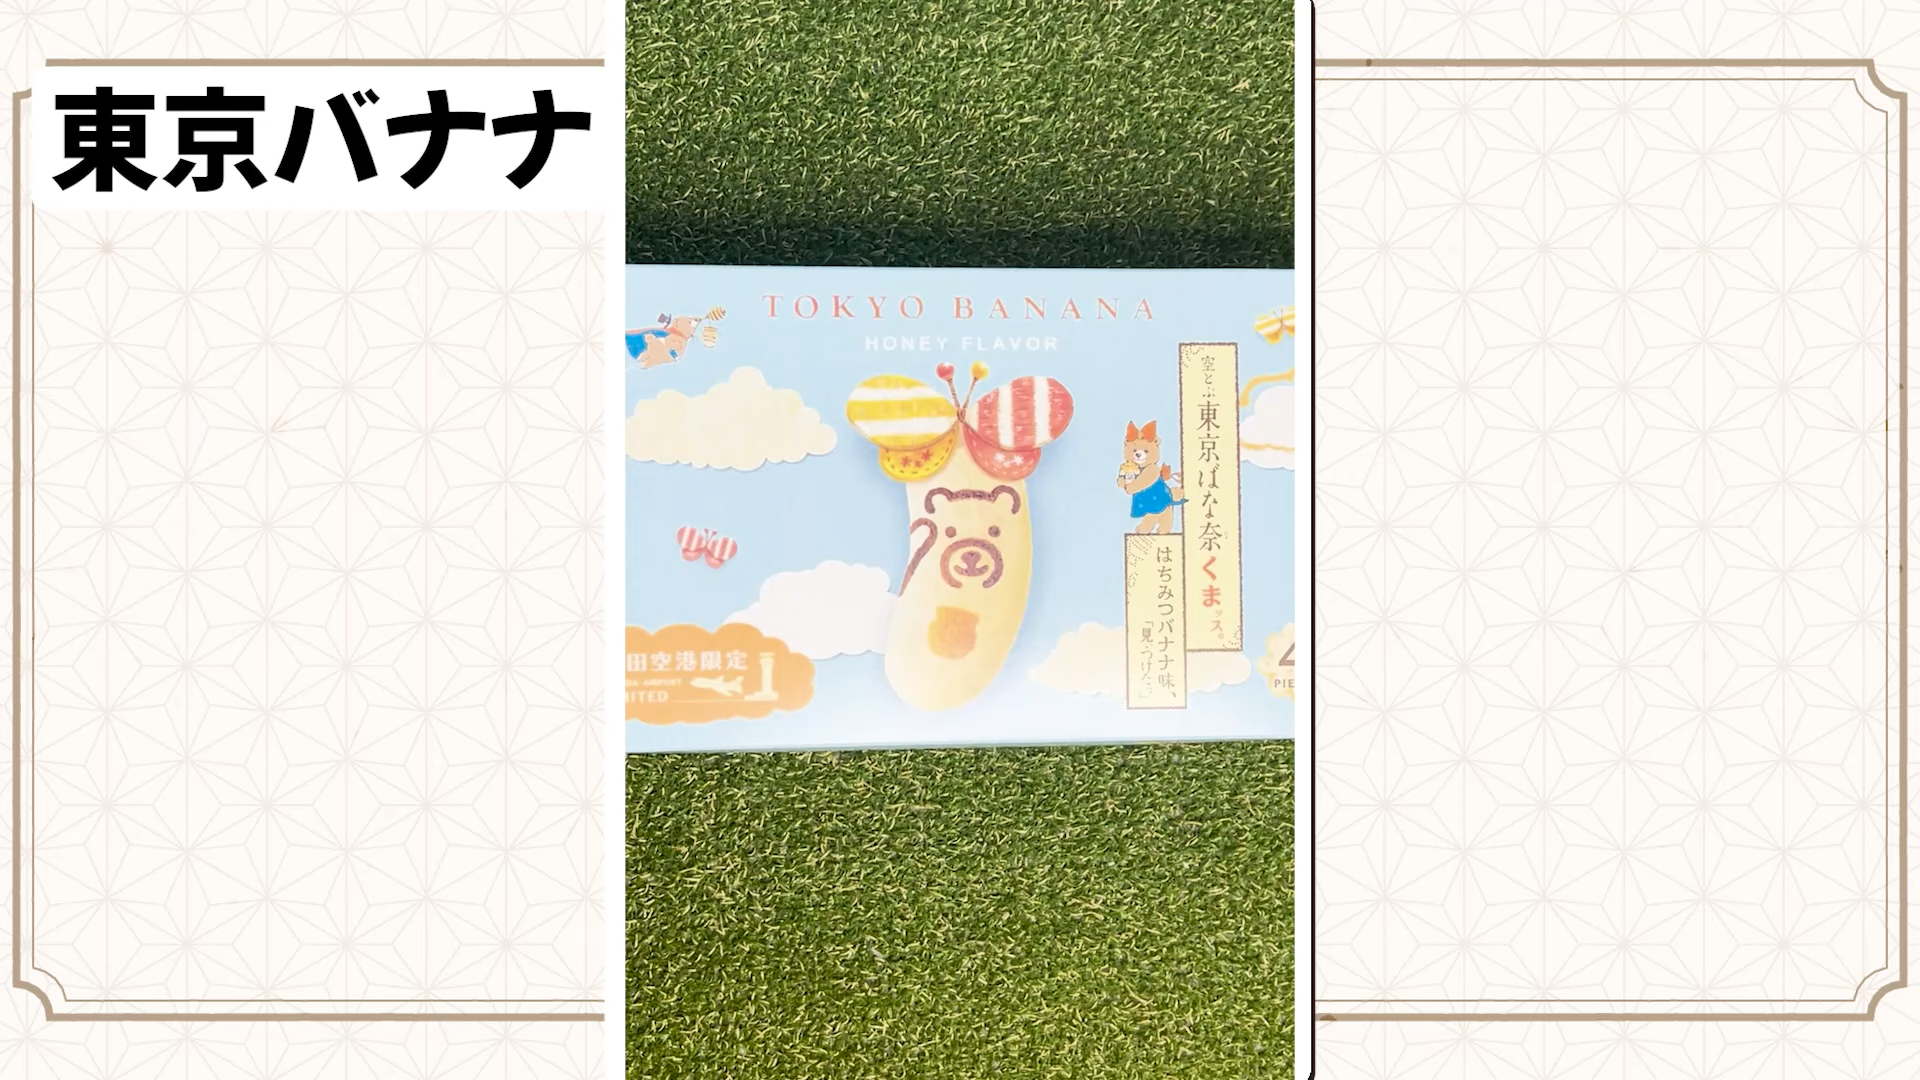 東京バナナ
TOKYO BANANA
HONEY FLAVOR
空とぶ東京ばな奈くまッス。
はちみつバナナ味、
「見ぃつけたっ」
田空港限定